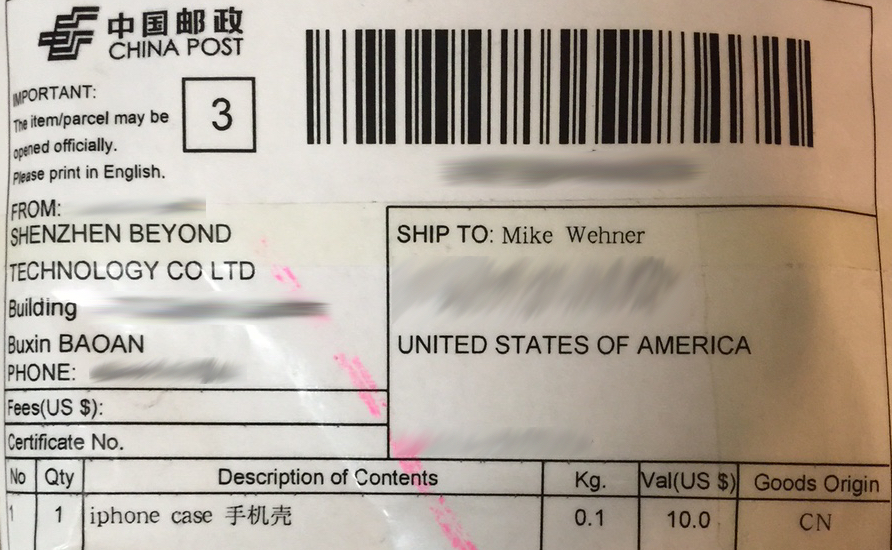 中国邮政
CHINA POST
IMPORTANT:
The item/parcel may be
opened officially.
Please print in English.
3
FROM:
SHENZHEN BEYOND
TECHNOLOGY CO LTD
Building
Buxin BAOAN
PHONE:
Fees(US $):
Certificate No.
SHIP TO: Mike Wehner
UNITED STATES OF AMERICA
No Qty Description of Contents Kg. Val(US $) Goods Origin
1 1 iphone case 手机壳 0.1 10.0 CN